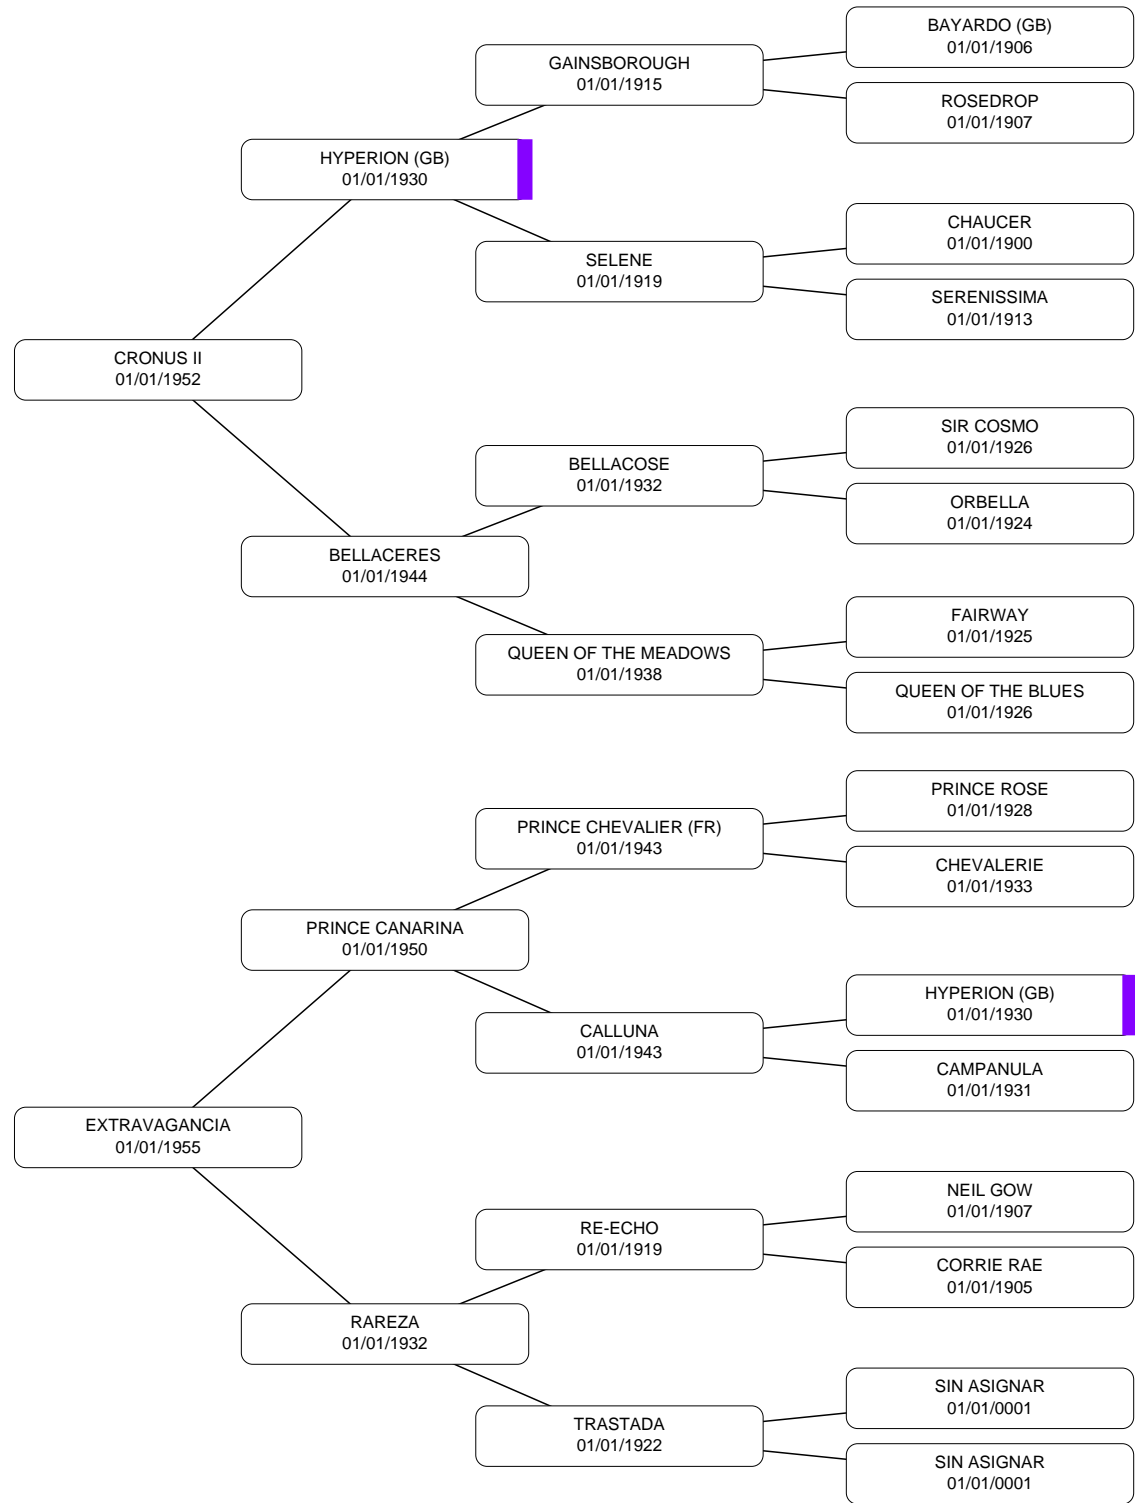 BAYARDO (GB)
01/01/1906
GAINSBOROUGH
01/01/1915
ROSEDROP
01/01/1907
HYPERION (GB)
01/01/1930
CHAUCER
01/01/1900
SELENE
01/01/1919
SERENISSIMA
01/01/1913
CRONUS II
01/01/1952
SIR COSMO
01/01/1926
BELLACOSE
01/01/1932
ORBELLA
01/01/1924
BELLACERES
01/01/1944
FAIRWAY
01/01/1925
QUEEN OF THE MEADOWS
01/01/1938
QUEEN OF THE BLUES
01/01/1926
PRINCE ROSE
01/01/1928
PRINCE CHEVALIER (FR)
01/01/1943
CHEVALERIE
01/01/1933
PRINCE CANARINA
01/01/1950
HYPERION (GB)
01/01/1930
CALLUNA
01/01/1943
CAMPANULA
01/01/1931
EXTRAVAGANCIA
01/01/1955
NEIL GOW
01/01/1907
RE-ECHO
01/01/1919
CORRIE RAE
01/01/1905
RAREZA
01/01/1932
SIN ASIGNAR
01/01/0001
TRASTADA
01/01/1922
SIN ASIGNAR
01/01/0001